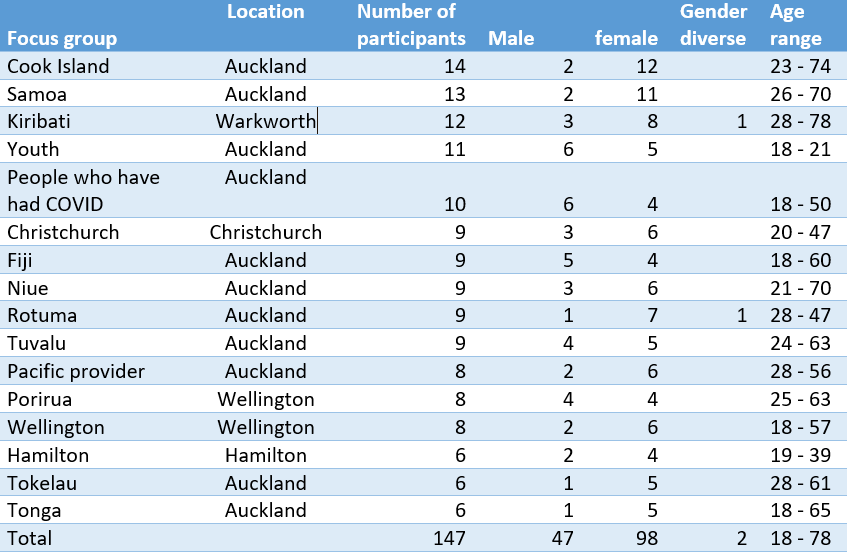 Focus group Location Number of participants Male female Gender diverse Age range
Cook Island Auckland 14 2 12 23 - 74
Samoa Auckland 13 2 11 26 - 70
Kiribati Warkworth 12 3 8 1 28 - 78
Youth Auckland 11 6 5 18 - 21
People who have had COVID Auckland 10 6 4 18 - 50
Christchurch Christchurch 9 3 6 20 - 47
Fiji Auckland 9 5 4 18 - 60
Niue Auckland 9 3 6 21 - 70
Rotuma Auckland 9 1 7 1 28 - 47
Tuvalu Auckland 9 4 5 24 - 63
Pacific provider Auckland 8 2 6 28 - 56
Porirua Wellington 8 4 4 25 - 63
Wellington Wellington 8 2 6 18 - 57
Hamilton Hamilton 6 2 4 19 - 39
Tokelau Auckland 6 1 5 28 - 61
Tonga Auckland 6 1 5 18 - 65
Total 147 47 98 2 18 - 78